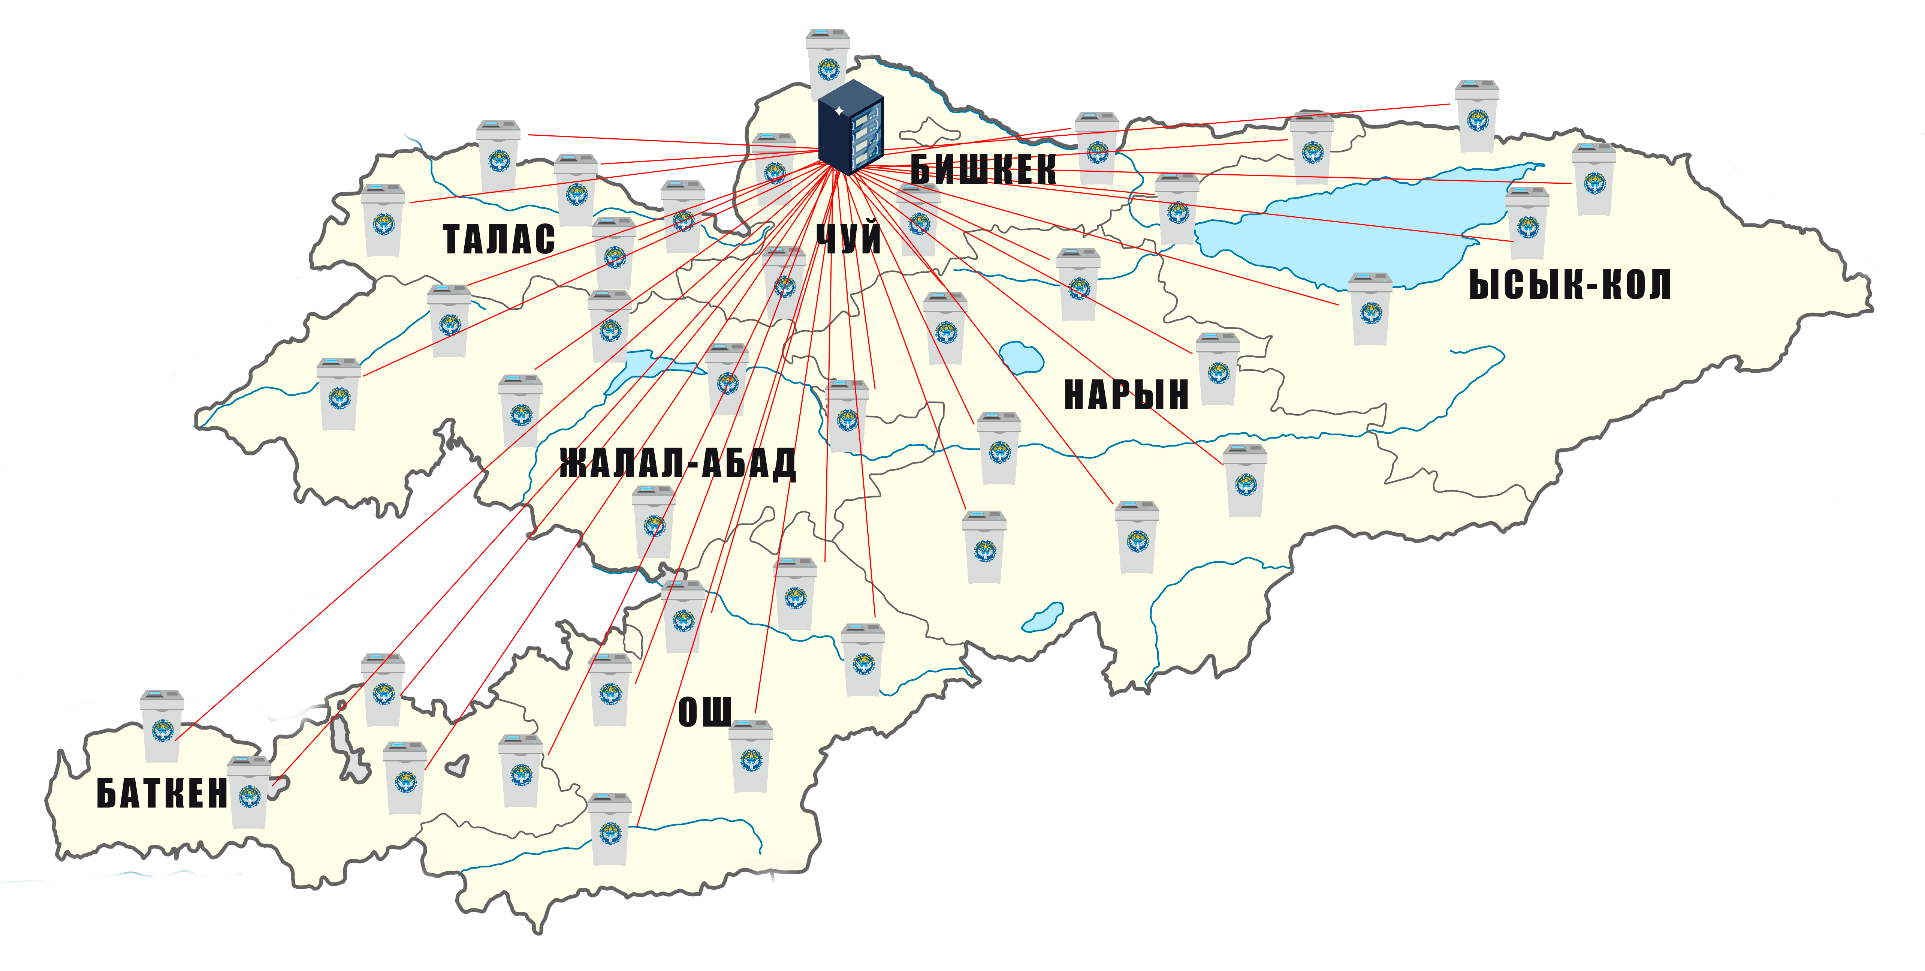 БИШКЕК
ТАЛАС
ЧУЙ
ЫСЫК-КОЛ
НАРЫН
ЖАЛАЛ-АБАД
ОШ
БАТКЕН